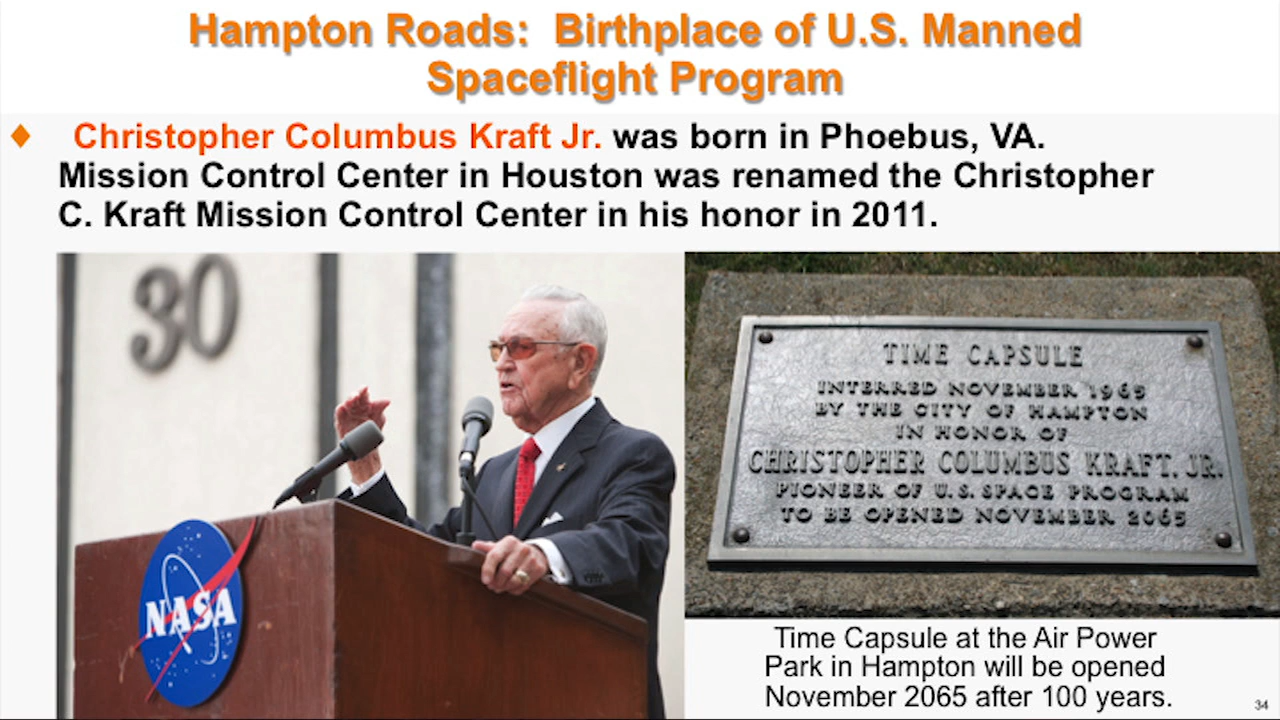 Hampton Roads: Birthplace of U.S. Manned
Spaceflight Program
♦ Christopher Columbus Kraft Jr. was born in Phoebus, VA.
Mission Control Center in Houston was renamed the Christopher
C. Kraft Mission Control Center in his honor in 2011.
30
NASA
TIME CAPSULE
INTERRED NOVEMBER 1965
BY THE CITY OF HAMPTON
IN HONOR OF
CHRISTOPHER COLUMBUS KRAFT, JR.
PIONEER OF U.S. SPACE PROGRAM
TO BE OPENED NOVEMBER 2065
Time Capsule at the Air Power
Park in Hampton will be opened
November 2065 after 100 years.
34